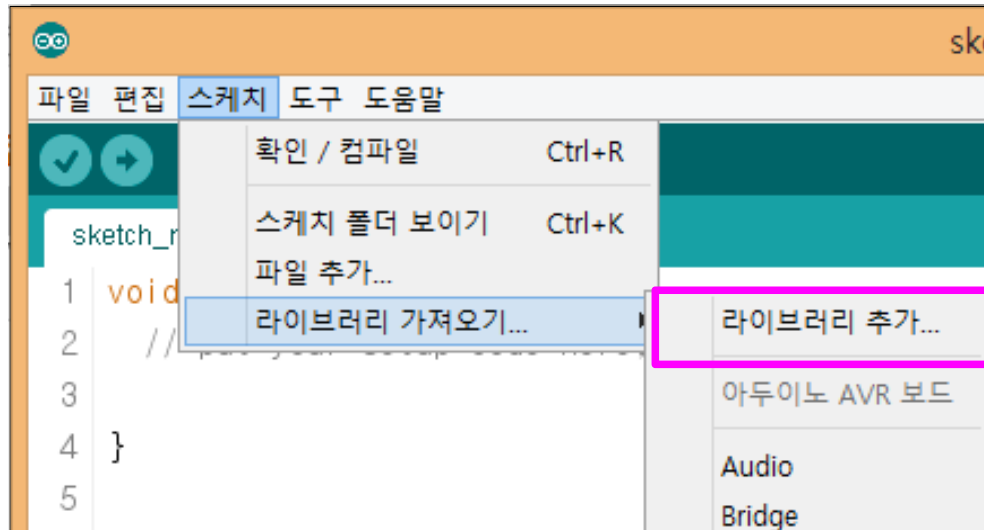 sk
파일 편집 스케치 도구 도움말
확인 / 컴파일 Ctrl+R
스케치 폴더 보이기 Ctrl+K
sketch_
파일 추가...
1 void
라이브러리 가져오기...
라이브러리 추가...
2 //
3
아두이노 AVR 보드
4 }
Audio
5
Bridge